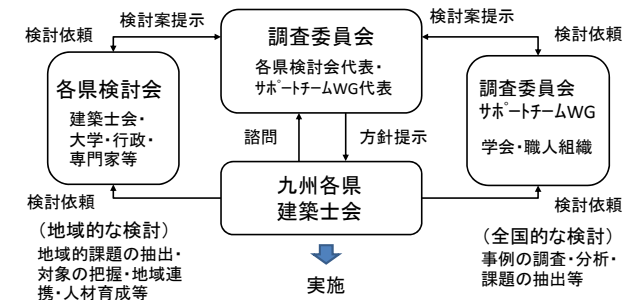 検討案提示
検討案提示
検討依頼
検討依頼
調査委員会
各県検討会代表・
ｻﾎﾟｰﾄﾁｰﾑWG代表
各県検討会
建築士会・
大学・行政・
専門家等
調査委員会
ｻﾎﾟｰﾄﾁｰﾑWG
学会・職人組織
諮問
方針提示
九州各県
建築士会
検討依頼
検討依頼
（地域的な検討）
地域的課題の抽出・
対象の把握・地域連
携・人材育成等
（全国的な検討）
事例の調査・分析・
課題の抽出等
実施